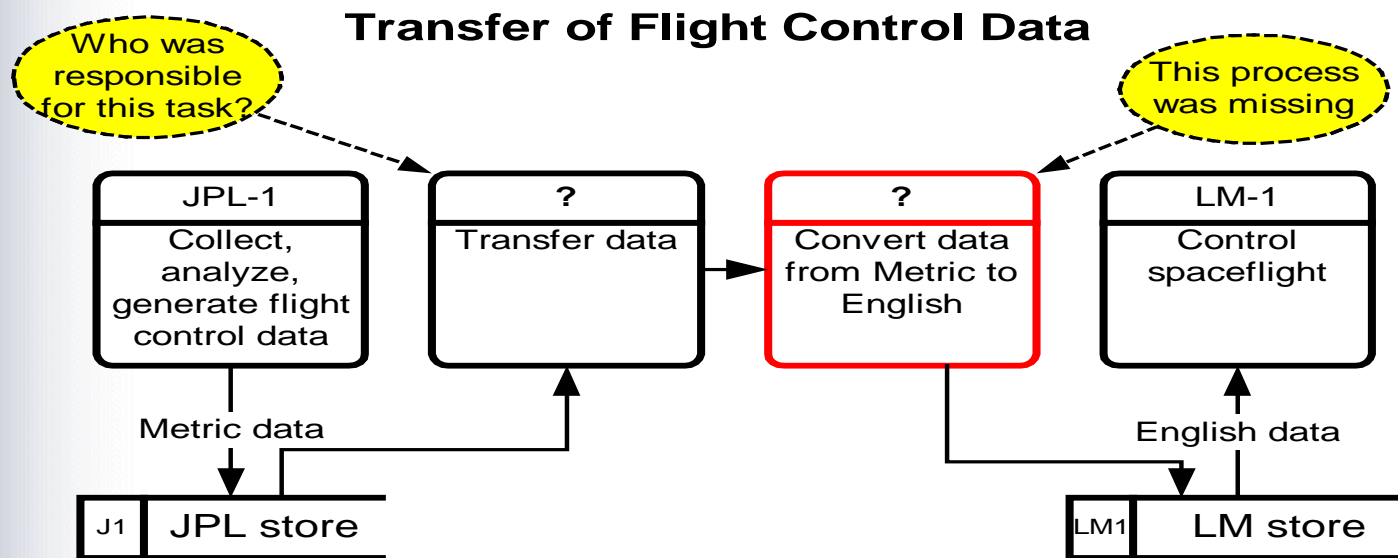 Transfer of Flight Control Data
Who was
responsible
for this task?
This process
was missing
JPL-1
Collect,
analyze,
generate flight
control data
?
Transfer data
?
Convert data
from Metric to
English
LM-1
Control
spaceflight
Metric data
English data
J1
JPL store
LM1
LM store